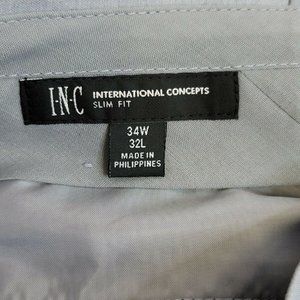 I·N·C INTERNATIONAL CONCEPTS
SLIM FIT
34W
32L
MADE IN
PHILIPPINES